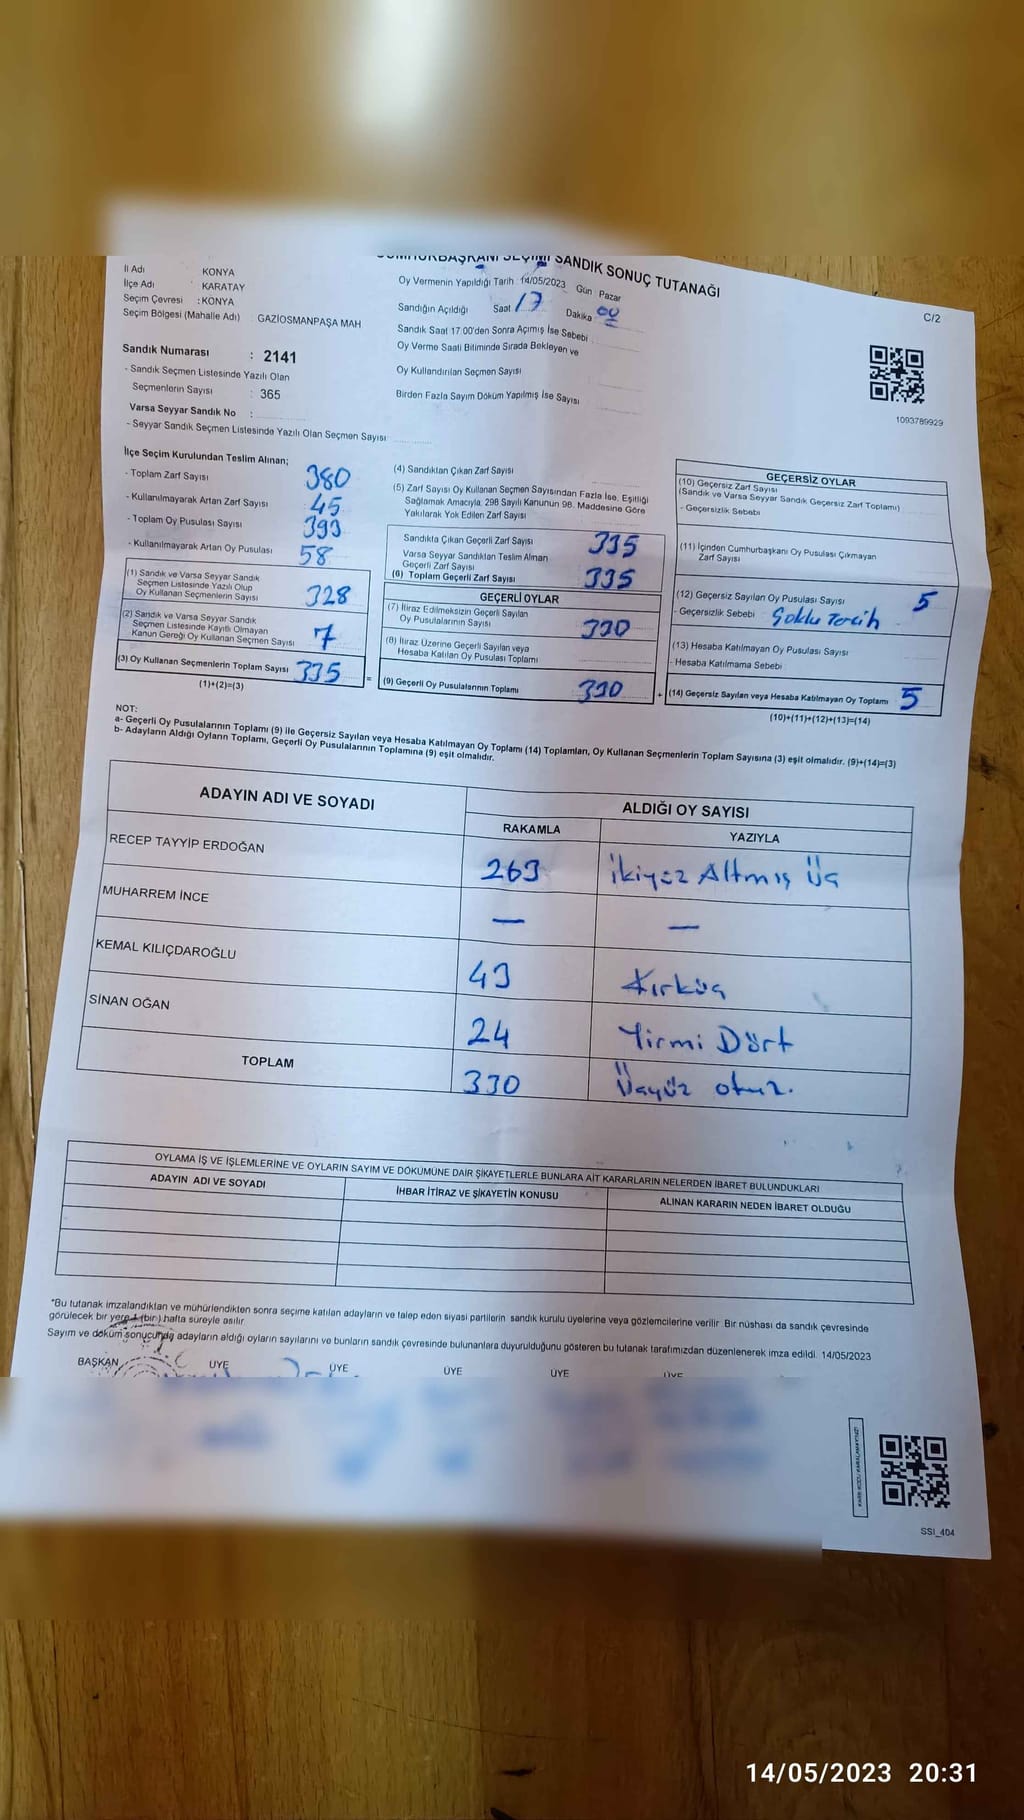 SANDIK SONUÇ TUTANAĞI
C/2
İl Adı KONYA
İlçe Adı : KARATAY
Seçim Çevresi : KONYA
Seçim Bölgesi (Mahalle Adı) GAZİOSMANPAŞA MAH
Sandık Numarası : 2141
- Sandık Seçmen Listesinde Yazılı Olan
Seçmenlerin Sayısı : 365
Varsa Seyyar Sandık No :
- Seyyar Sandık Seçmen Listesinde Yazılı Olan Seçmen Sayısı
Oy Vermenin Yapıldığı Tarih 14/05/2023 Gün : Pazar
Sandığın Açıldığı Saat 17 Dakika 00
Sandık Saat 17:00'den Sonra Açımış İse Sebebi
Oy Verme Saati Bitiminde Sırada Bekleyen ve
Oy Kullandırılan Seçmen Sayısı
Birden Fazla Sayım Döküm Yapılmış İse Sayısı
1093789929
İlçe Seçim Kurulundan Teslim Alınan;
- Toplam Zarf Sayısı 380
- Kullanılmayarak Artan Zarf Sayısı 45
- Toplam Oy Pusulası Sayısı 393
- Kullanılmayarak Artan Oy Pusulası 58
(1) Sandık ve Varsa Seyyar Sandık
Seçmen Listesinde Yazılı Olup
Oy Kullanan Seçmenlerin Sayısı 328
(2) Sandık ve Varsa Seyyar Sandık
Seçmen Listesinde Kayıtlı Olmayan
Kanun Gereği Oy Kullanan Seçmen Sayısı 7
(3) Oy Kullanan Seçmenlerin Toplam Sayısı 335 =
(1)+(2)=(3)
(4) Sandıktan Çıkan Zarf Sayısı
(5) Zarf Sayısı Oy Kullanan Seçmen Sayısından Fazla İse, Eşitliği
Sağlamak Amacıyla, 298 Sayılı Kanunun 98. Maddesine Göre
Yakılarak Yok Edilen Zarf Sayısı
Sandıkta Çıkan Geçerli Zarf Sayısı 335
Varsa Seyyar Sandıktan Teslim Alınan
Geçerli Zarf Sayısı
(6) Toplam Geçerli Zarf Sayısı 335
GEÇERLİ OYLAR
(7) İtiraz Edilmeksizin Geçerli Sayılan
Oy Pusulalarının Sayısı 330
(8) İtiraz Üzerine Geçerli Sayılan veya
Hesaba Katılan Oy Pusulası Toplamı
(9) Geçerli Oy Pusulalarının Toplamı 330 +
GEÇERSİZ OYLAR
(10) Geçersiz Zarf Sayısı
(Sandık ve Varsa Seyyar Sandık Geçersiz Zarf Toplamı)
- Geçersizlik Sebebi
(11) İçinden Cumhurbaşkanı Oy Pusulası Çıkmayan
Zarf Sayısı
(12) Geçersiz Sayılan Oy Pusulası Sayısı 5
- Geçersizlik Sebebi Çoklu Tercih
(13) Hesaba Katılmayan Oy Pusulası Sayısı
- Hesaba Katılmama Sebebi
(14) Geçersiz Sayılan veya Hesaba Katılmayan Oy Toplamı 5
(10)+(11)+(12)+(13)=(14)
NOT:
a- Geçerli Oy Pusulalarının Toplamı (9) ile Geçersiz Sayılan veya Hesaba Katılmayan Oy Toplamı (14) Toplamları, Oy Kullanan Seçmenlerin Toplam Sayısına (3) eşit olmalıdır. (9)+(14)=(3)
b- Adayların Aldığı Oyların Toplamı, Geçerli Oy Pusulalarının Toplamına (9) eşit olmalıdır.
ADAYIN ADI VE SOYADI ALDIĞI OY SAYISI
RAKAMLA YAZIYLA
RECEP TAYYİP ERDOĞAN 263 İkiyüz Altmış Üç
MUHARREM İNCE — —
KEMAL KILIÇDAROĞLU 43 Kırküç
SİNAN OĞAN 24 Yirmi Dört
TOPLAM 330 Üçyüz otuz.
OYLAMA İŞ VE İŞLEMLERİNE VE OYLARIN SAYIM VE DÖKÜMÜNE DAİR ŞİKAYETLERLE BUNLARA AİT KARARLARIN NELERDEN İBARET BULUNDUKLARI
ADAYIN ADI VE SOYADI İHBAR İTİRAZ VE ŞİKAYETİN KONUSU ALINAN KARARIN NEDEN İBARET OLDUĞU
*Bu tutanak imzalandıktan ve mühürlendikten sonra seçime katılan adayların ve talep eden siyasi partilerin sandık kurulu üyelerine veya gözlemcilerine verilir. Bir nüshası da sandık çevresinde
görülecek bir yere 1 (bir) hafta süreyle asılır.
Sayım ve döküm sonucunda adayların aldığı oyların sayılarını ve bunların sandık çevresinde bulunanlara duyurulduğunu gösteren bu tutanak tarafımızdan düzenlenerek imza edildi. 14/05/2023
BAŞKAN ÜYE ÜYE ÜYE ÜYE ÜYE
SSI_404
14/05/2023 20:31